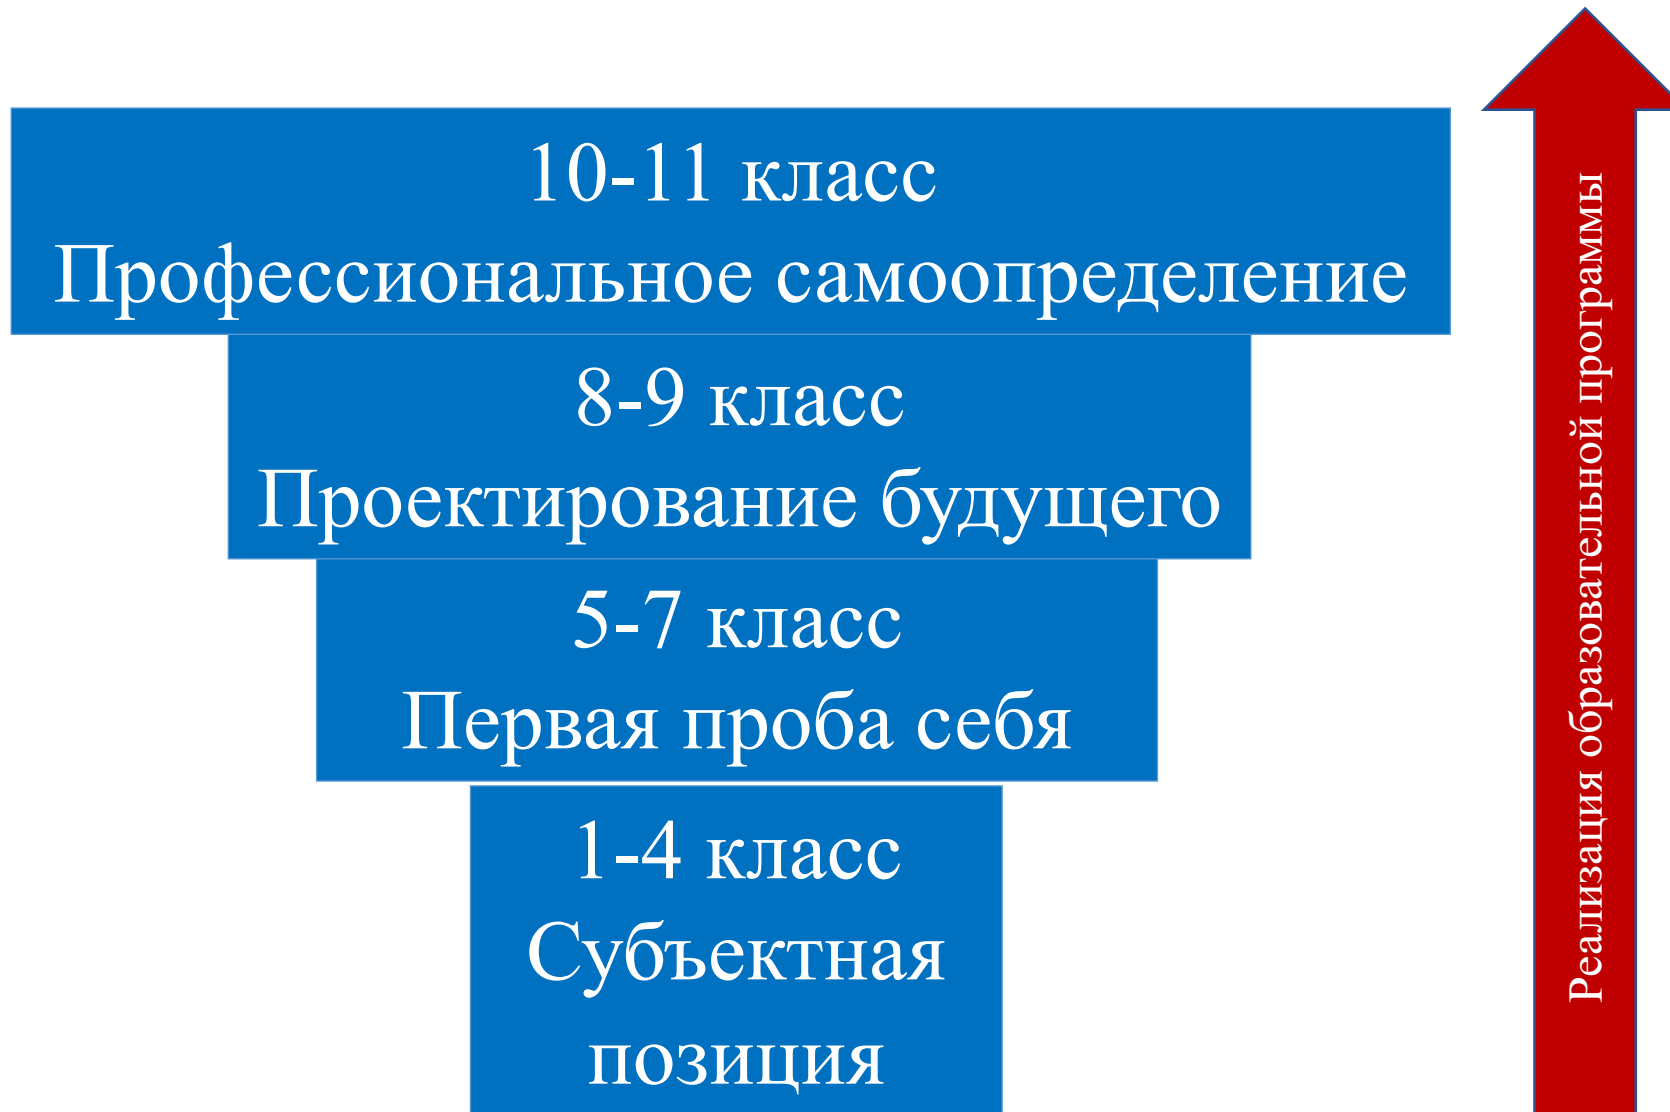 10-11 класс
Профессиональное самоопределение
8-9 класс
Проектирование будущего
5-7 класс
Первая проба себя
1-4 класс
Субъектная
позиция
Реализация образовательной программы